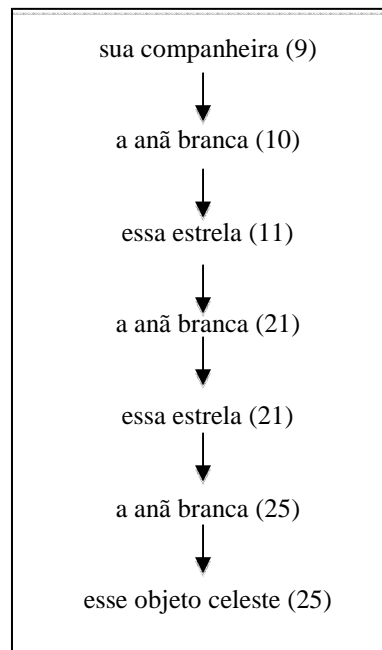 sua companheira (9)
a anã branca (10)
essa estrela (11)
a anã branca (21)
essa estrela (21)
a anã branca (25)
esse objeto celeste (25)